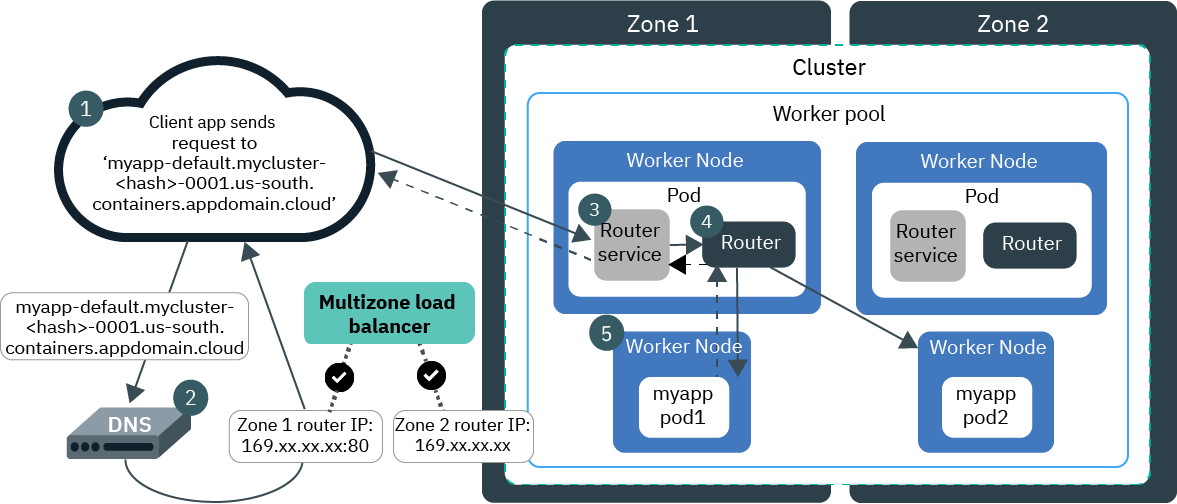 Zone 1
Zone 2
Cluster
Worker pool
1
Client app sends
request to
‘myapp-default.mycluster-
<hash>-0001.us-south.
containers.appdomain.cloud’
Worker Node
Pod
3
Router
service
4
Router
Worker Node
Pod
Router
service
Router
myapp-default.mycluster-
<hash>-0001.us-south.
containers.appdomain.cloud
Multizone load
balancer
5
Worker Node
myapp
pod1
Worker Node
myapp
pod2
2
DNS
Zone 1 router IP:
169.xx.xx.xx:80
Zone 2 router IP:
169.xx.xx.xx